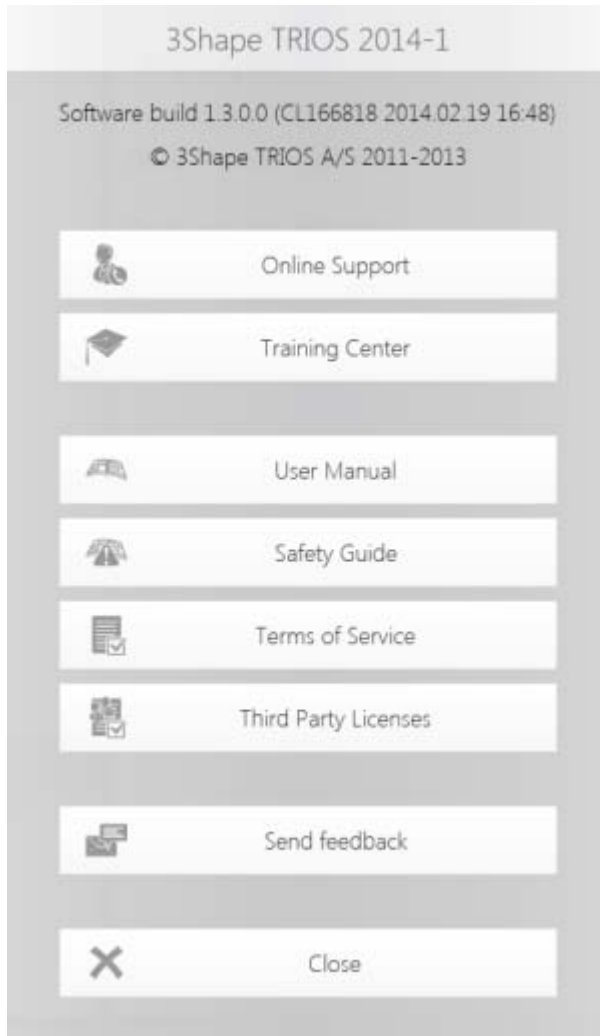 3Shape TRIOS 2014-1
Software build 1.3.0.0 (CL166818 2014.02.19 16:48)
© 3Shape TRIOS A/S 2011-2013
Online Support
Training Center
User Manual
Safety Guide
Terms of Service
Third Party Licenses
Send feedback
Close